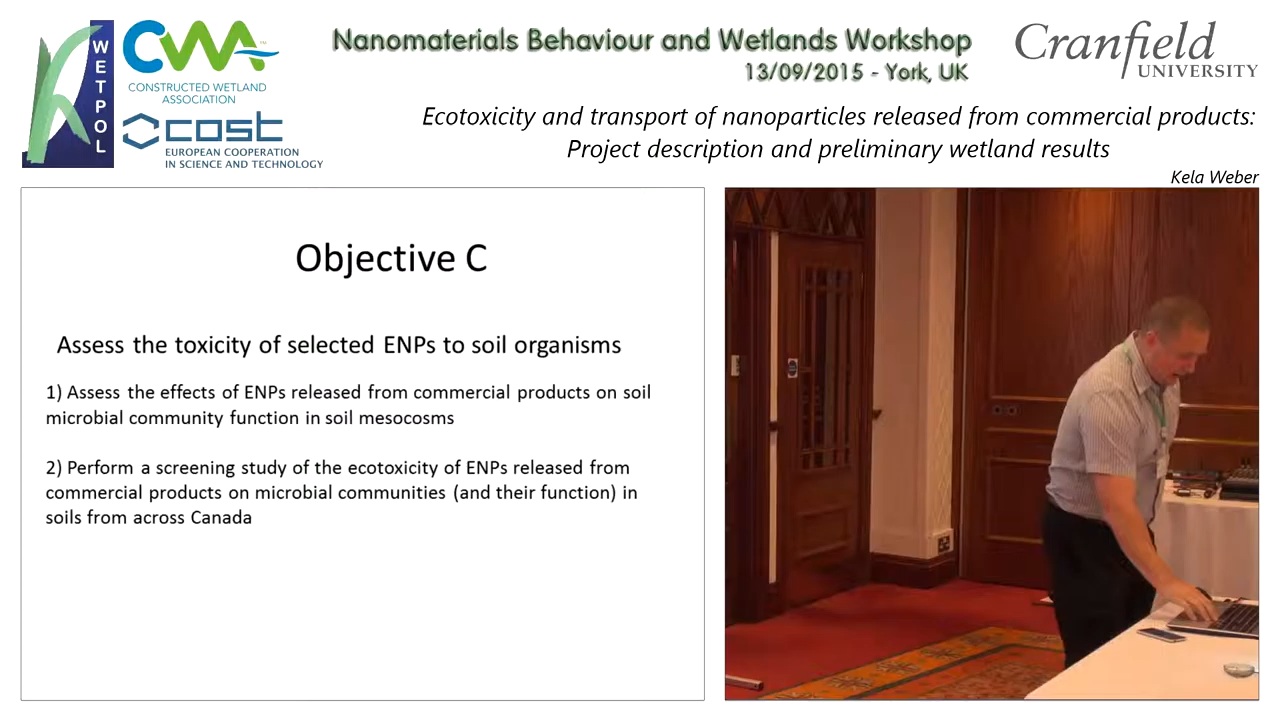 WETPOL
CWA
CONSTRUCTED WETLAND
ASSOCIATION
cost
EUROPEAN COOPERATION
IN SCIENCE AND TECHNOLOGY
Nanomaterials Behaviour and Wetlands Workshop
13/09/2015 - York, UK
Cranfield
UNIVERSITY
Ecotoxicity and transport of nanoparticles released from commercial products:
Project description and preliminary wetland results
Kela Weber
Objective C
Assess the toxicity of selected ENPs to soil organisms
1) Assess the effects of ENPs released from commercial products on soil
microbial community function in soil mesocosms
2) Perform a screening study of the ecotoxicity of ENPs released from
commercial products on microbial communities (and their function) in
soils from across Canada